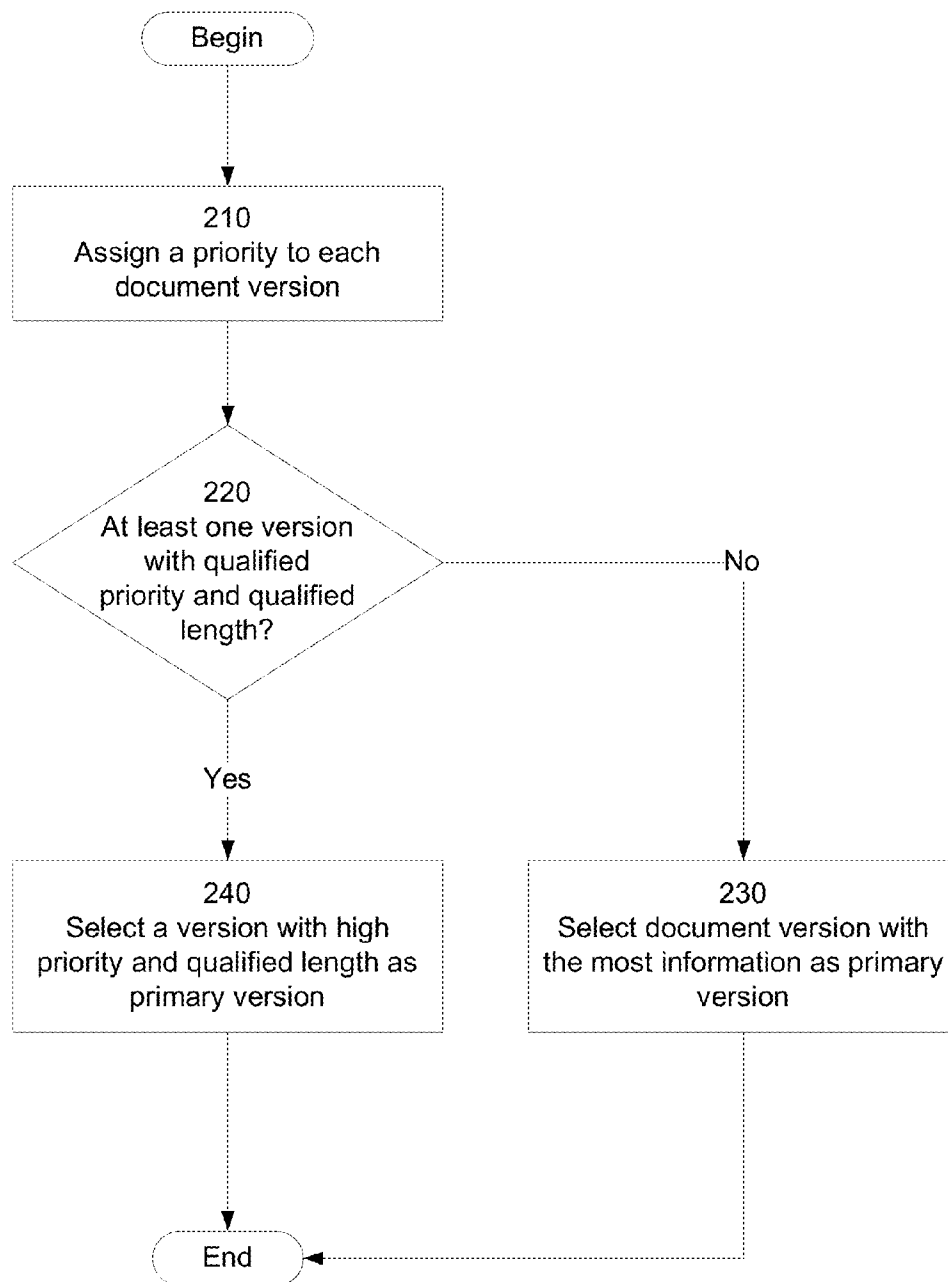 Begin
210
Assign a priority to each
document version
220
At least one version
with qualified
priority and qualified
length?
No
Yes
240
Select a version with high
priority and qualified length as
primary version
230
Select document version with
the most information as primary
version
End